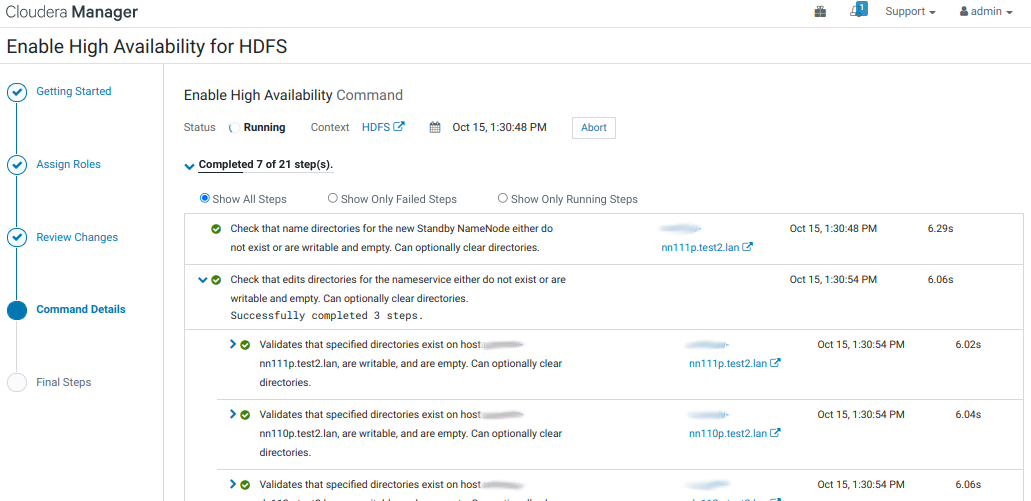 Cloudera Manager
1
Support
admin
Enable High Availability for HDFS
Getting Started
Assign Roles
Review Changes
Command Details
Final Steps
Enable High Availability Command
Status Running Context HDFS Oct 15, 1:30:48 PM Abort
Completed 7 of 21 step(s).
Show All Steps Show Only Failed Steps Show Only Running Steps
Check that name directories for the new Standby NameNode either do Oct 15, 1:30:48 PM 6.29s
not exist or are writable and empty. Can optionally clear directories. nn111p.test2.lan
Check that edits directories for the nameservice either do not exist or are Oct 15, 1:30:54 PM 6.06s
writable and empty. Can optionally clear directories.
Successfully completed 3 steps.
Validates that specified directories exist on host Oct 15, 1:30:54 PM 6.02s
nn111p.test2.lan, are writable, and are empty. Can optionally clear nn111p.test2.lan
directories.
Validates that specified directories exist on host Oct 15, 1:30:54 PM 6.04s
nn110p.test2.lan, are writable, and are empty. Can optionally clear nn110p.test2.lan
directories.
Validates that specified directories exist on host Oct 15, 1:30:54 PM 6.06s